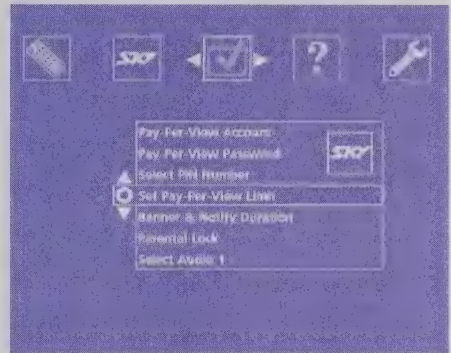 SKY
?
Pay-Per-View Account
SKY
Pay-Per-View Password
Select PIN Number
Set Pay-Per-View Limit
Banner & Notify Duration
Parental Lock
Select Audio 1